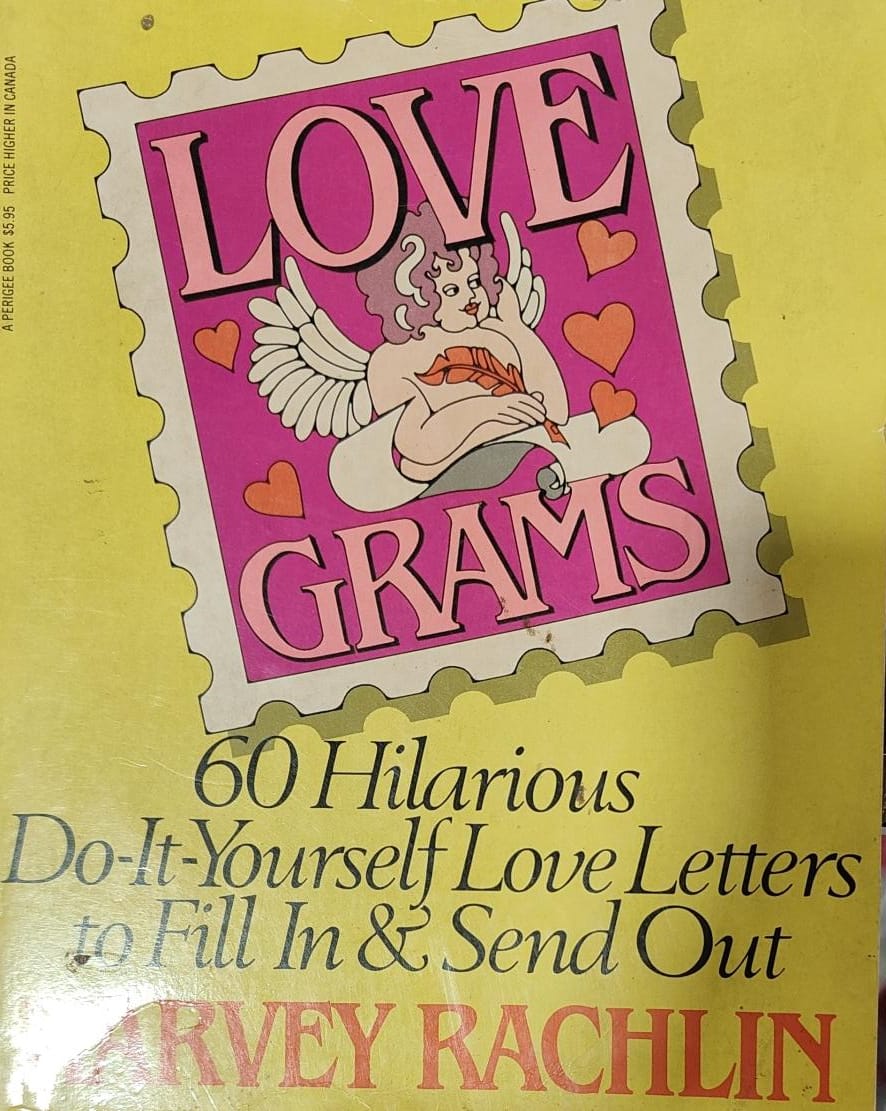 A PERIGEE BOOK $5.95 PRICE HIGHER IN CANADA
LOVE
GRAMS
60 Hilarious
Do-It-Yourself Love Letters
to Fill In & Send Out
HARVEY RACHLIN